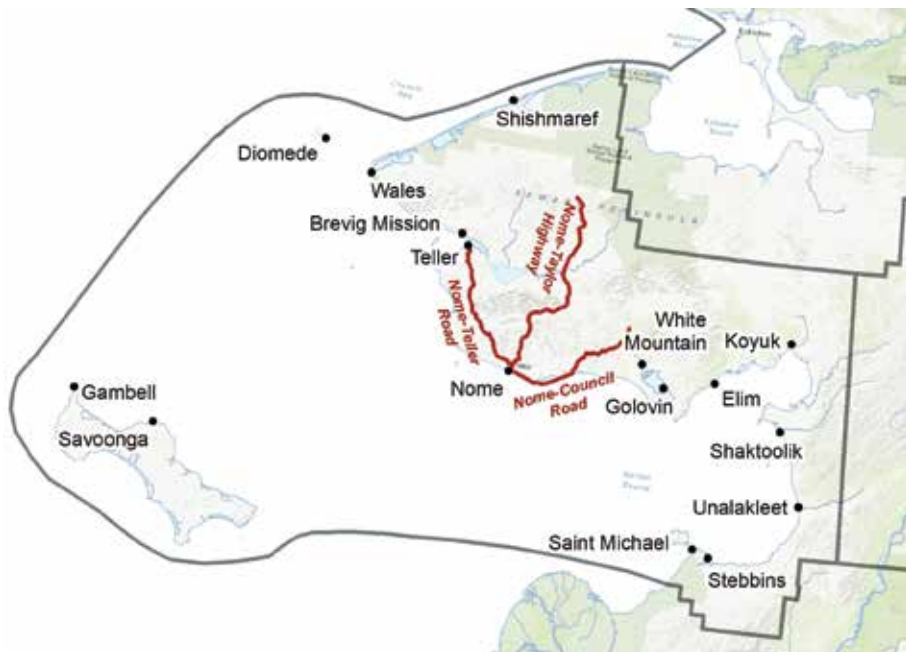 Shishmaref
Diomede
Wales
Brevig Mission
Teller
Nome-Taylor
Highway
Nome-Teller
Road
White
Mountain
Koyuk
Nome
Nome-Council
Road
Golovin
Elim
Gambell
Savoonga
Shaktoolik
Unalakleet
Saint Michael
Stebbins